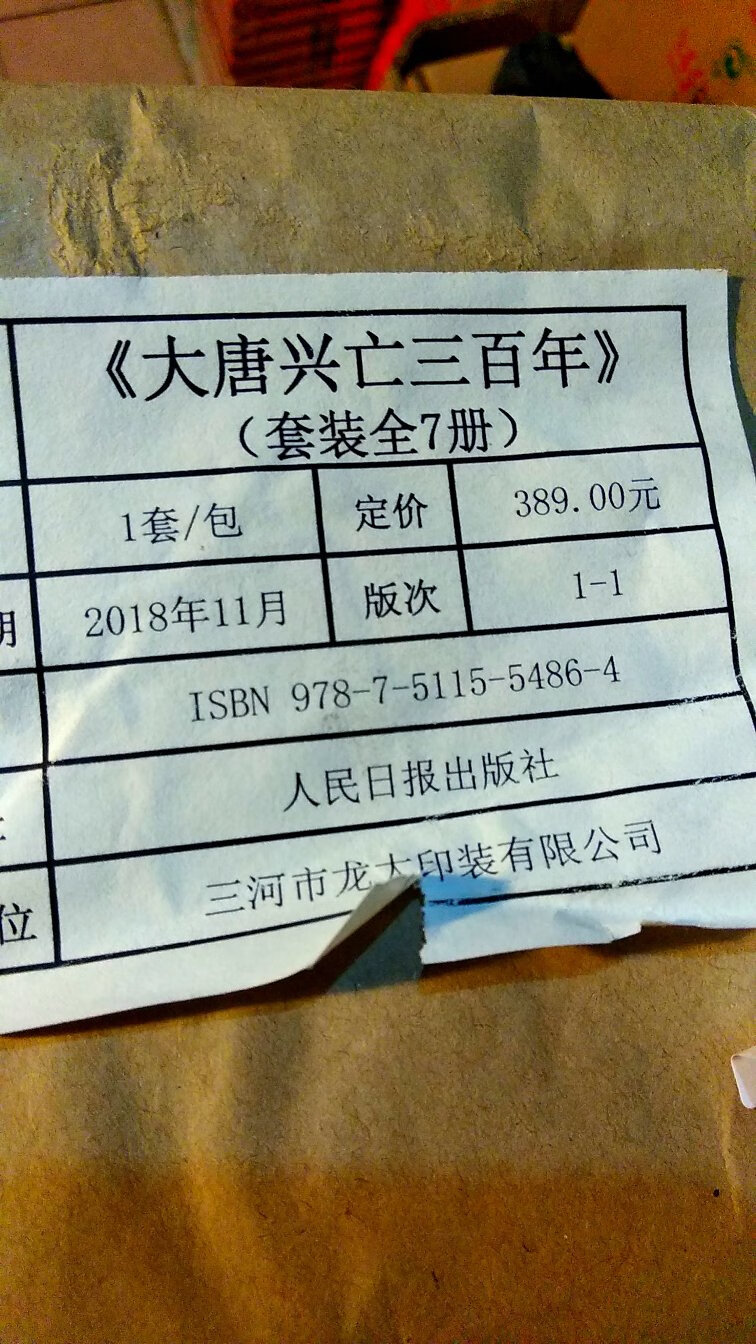 《大唐兴亡三百年》
（套装全7册）
1套/包 定价 389.00元
期 2018年11月 版次 1-1
ISBN 978-7-5115-5486-4
人民日报出版社
位 三河市龙大印装有限公司